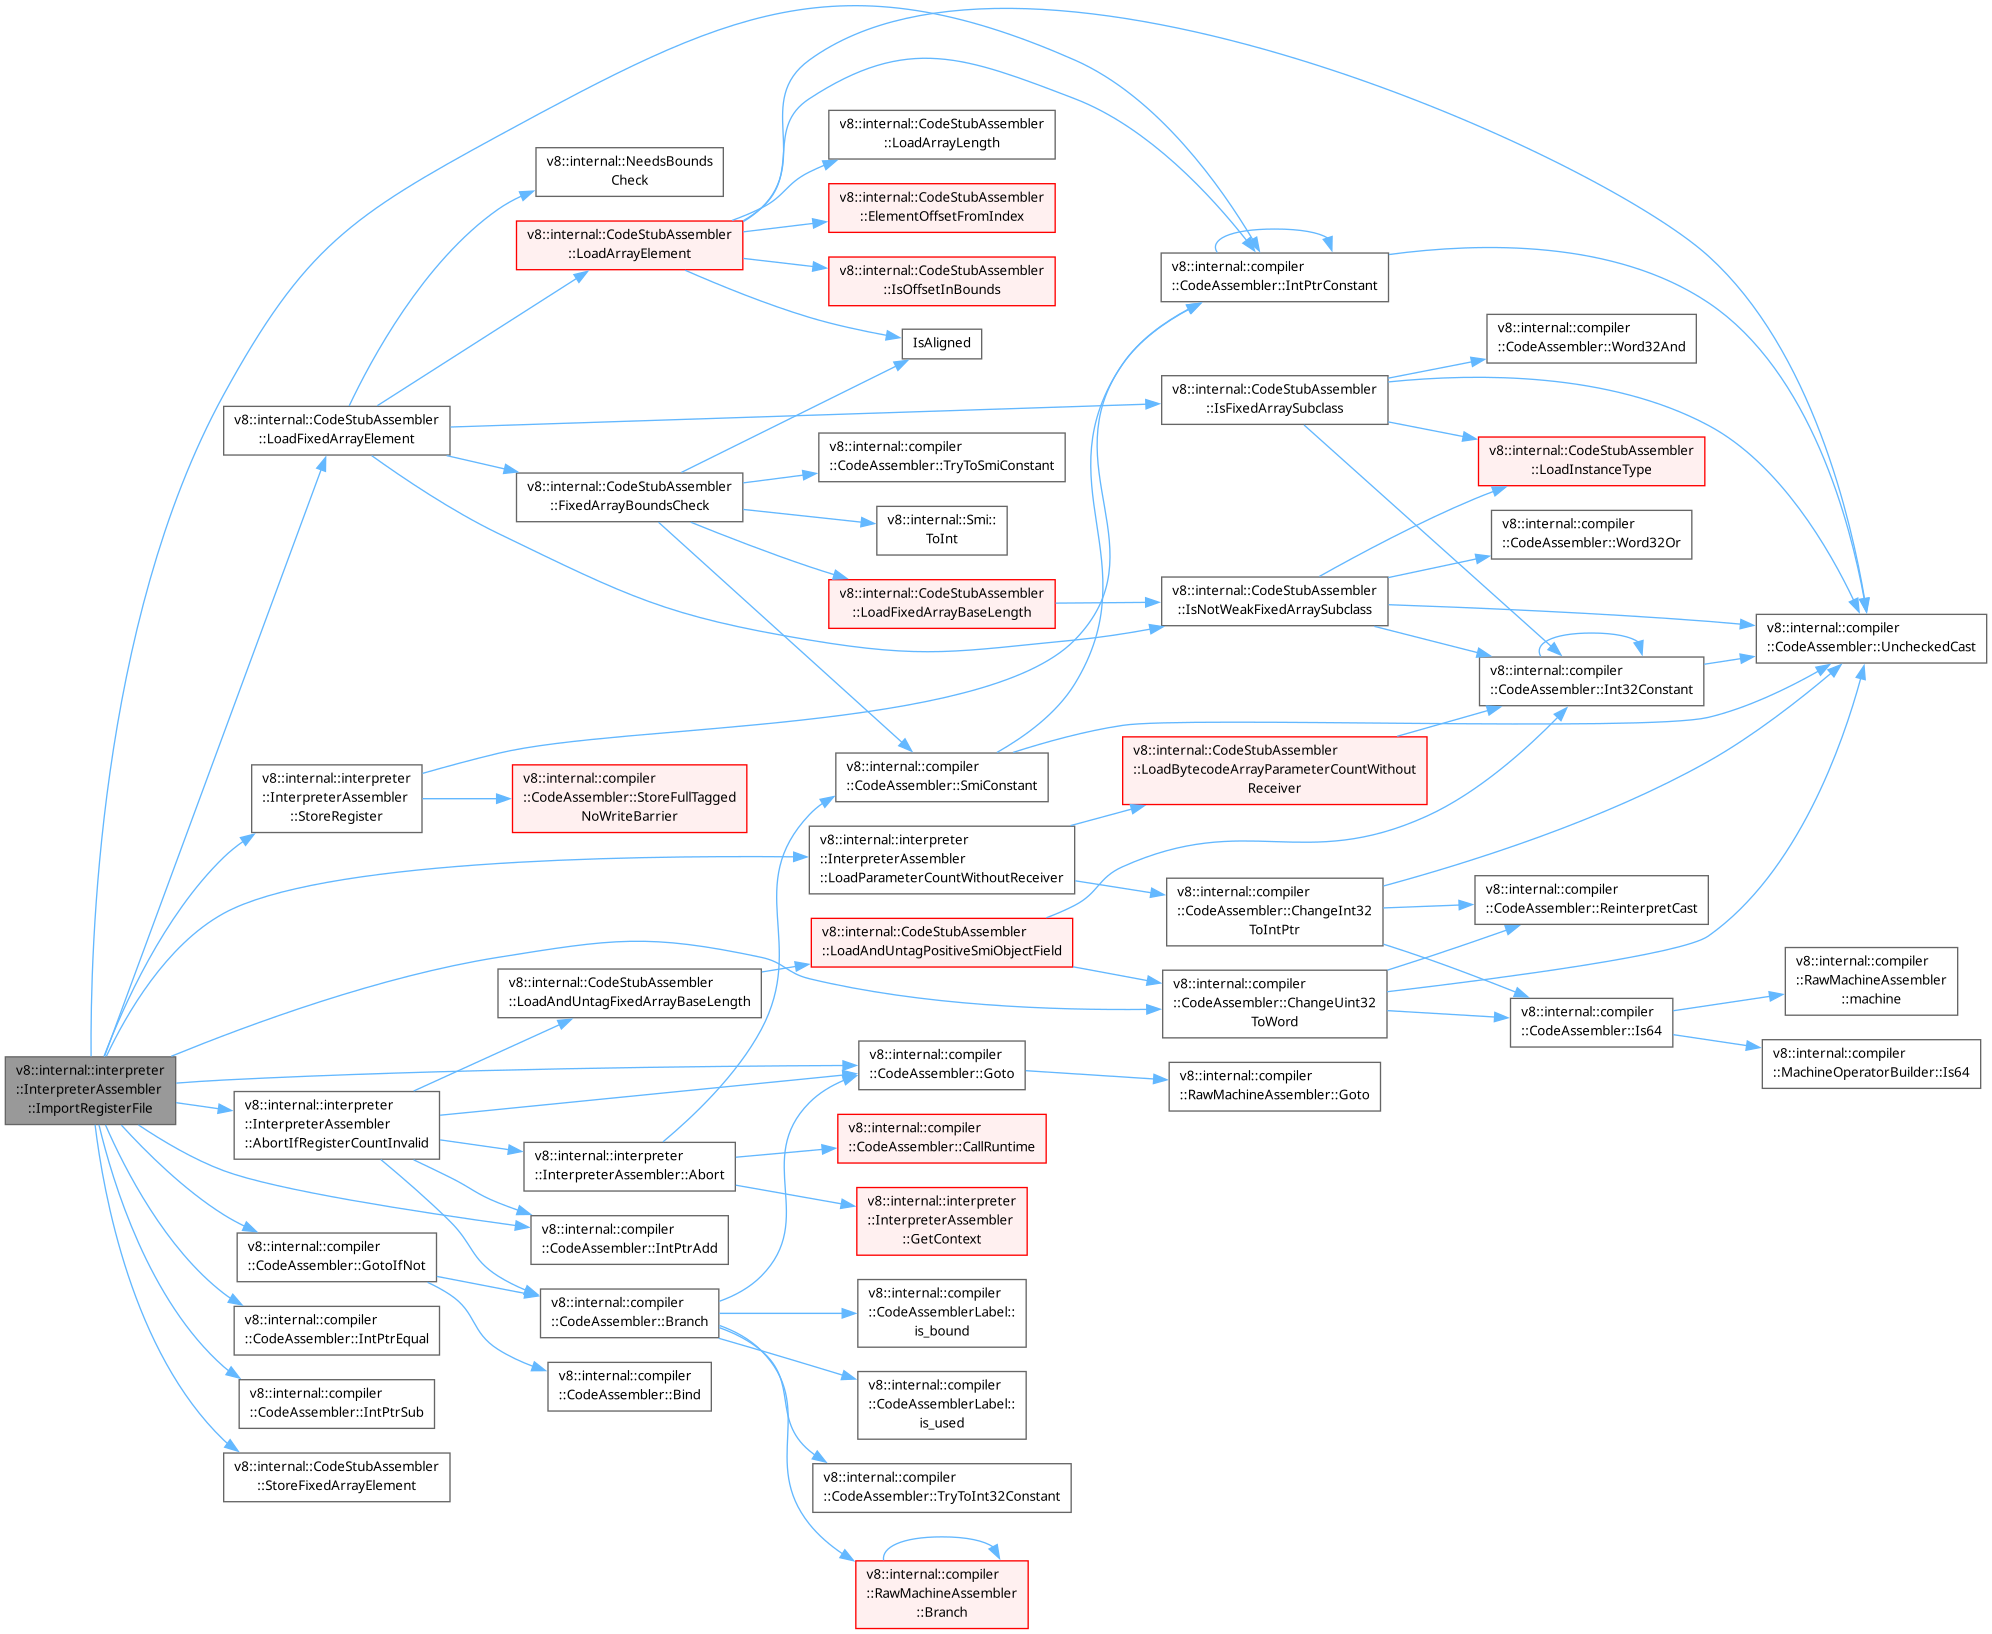 v8::internal::interpreter
::InterpreterAssembler
::ImportRegisterFile
v8::internal::CodeStubAssembler
::LoadFixedArrayElement
v8::internal::interpreter
::InterpreterAssembler
::StoreRegister
v8::internal::interpreter
::InterpreterAssembler
::AbortIfRegisterCountInvalid
v8::internal::compiler
::CodeAssembler::GotoIfNot
v8::internal::compiler
::CodeAssembler::IntPtrEqual
v8::internal::compiler
::CodeAssembler::IntPtrSub
v8::internal::CodeStubAssembler
::StoreFixedArrayElement
v8::internal::NeedsBounds
Check
v8::internal::CodeStubAssembler
::LoadArrayElement
v8::internal::CodeStubAssembler
::FixedArrayBoundsCheck
v8::internal::compiler
::CodeAssembler::StoreFullTagged
NoWriteBarrier
v8::internal::CodeStubAssembler
::LoadAndUntagFixedArrayBaseLength
v8::internal::interpreter
::InterpreterAssembler::Abort
v8::internal::compiler
::CodeAssembler::IntPtrAdd
v8::internal::compiler
::CodeAssembler::Branch
v8::internal::compiler
::CodeAssembler::Bind
v8::internal::CodeStubAssembler
::LoadArrayLength
v8::internal::CodeStubAssembler
::ElementOffsetFromIndex
v8::internal::CodeStubAssembler
::IsOffsetInBounds
IsAligned
v8::internal::compiler
::CodeAssembler::TryToSmiConstant
v8::internal::Smi::
ToInt
v8::internal::CodeStubAssembler
::LoadFixedArrayBaseLength
v8::internal::compiler
::CodeAssembler::SmiConstant
v8::internal::interpreter
::InterpreterAssembler
::LoadParameterCountWithoutReceiver
v8::internal::CodeStubAssembler
::LoadAndUntagPositiveSmiObjectField
v8::internal::compiler
::CodeAssembler::Goto
v8::internal::compiler
::CodeAssembler::CallRuntime
v8::internal::interpreter
::InterpreterAssembler
::GetContext
v8::internal::compiler
::CodeAssemblerLabel::
is_bound
v8::internal::compiler
::CodeAssemblerLabel::
is_used
v8::internal::compiler
::CodeAssembler::TryToInt32Constant
v8::internal::compiler
::RawMachineAssembler
::Branch
v8::internal::compiler
::CodeAssembler::IntPtrConstant
v8::internal::CodeStubAssembler
::IsFixedArraySubclass
v8::internal::CodeStubAssembler
::IsNotWeakFixedArraySubclass
v8::internal::CodeStubAssembler
::LoadBytecodeArrayParameterCountWithout
Receiver
v8::internal::compiler
::CodeAssembler::ChangeInt32
ToIntPtr
v8::internal::compiler
::CodeAssembler::ChangeUint32
ToWord
v8::internal::compiler
::RawMachineAssembler::Goto
v8::internal::compiler
::CodeAssembler::Word32And
v8::internal::CodeStubAssembler
::LoadInstanceType
v8::internal::compiler
::CodeAssembler::Word32Or
v8::internal::compiler
::CodeAssembler::Int32Constant
v8::internal::compiler
::CodeAssembler::ReinterpretCast
v8::internal::compiler
::CodeAssembler::Is64
v8::internal::compiler
::CodeAssembler::UncheckedCast
v8::internal::compiler
::RawMachineAssembler
::machine
v8::internal::compiler
::MachineOperatorBuilder::Is64